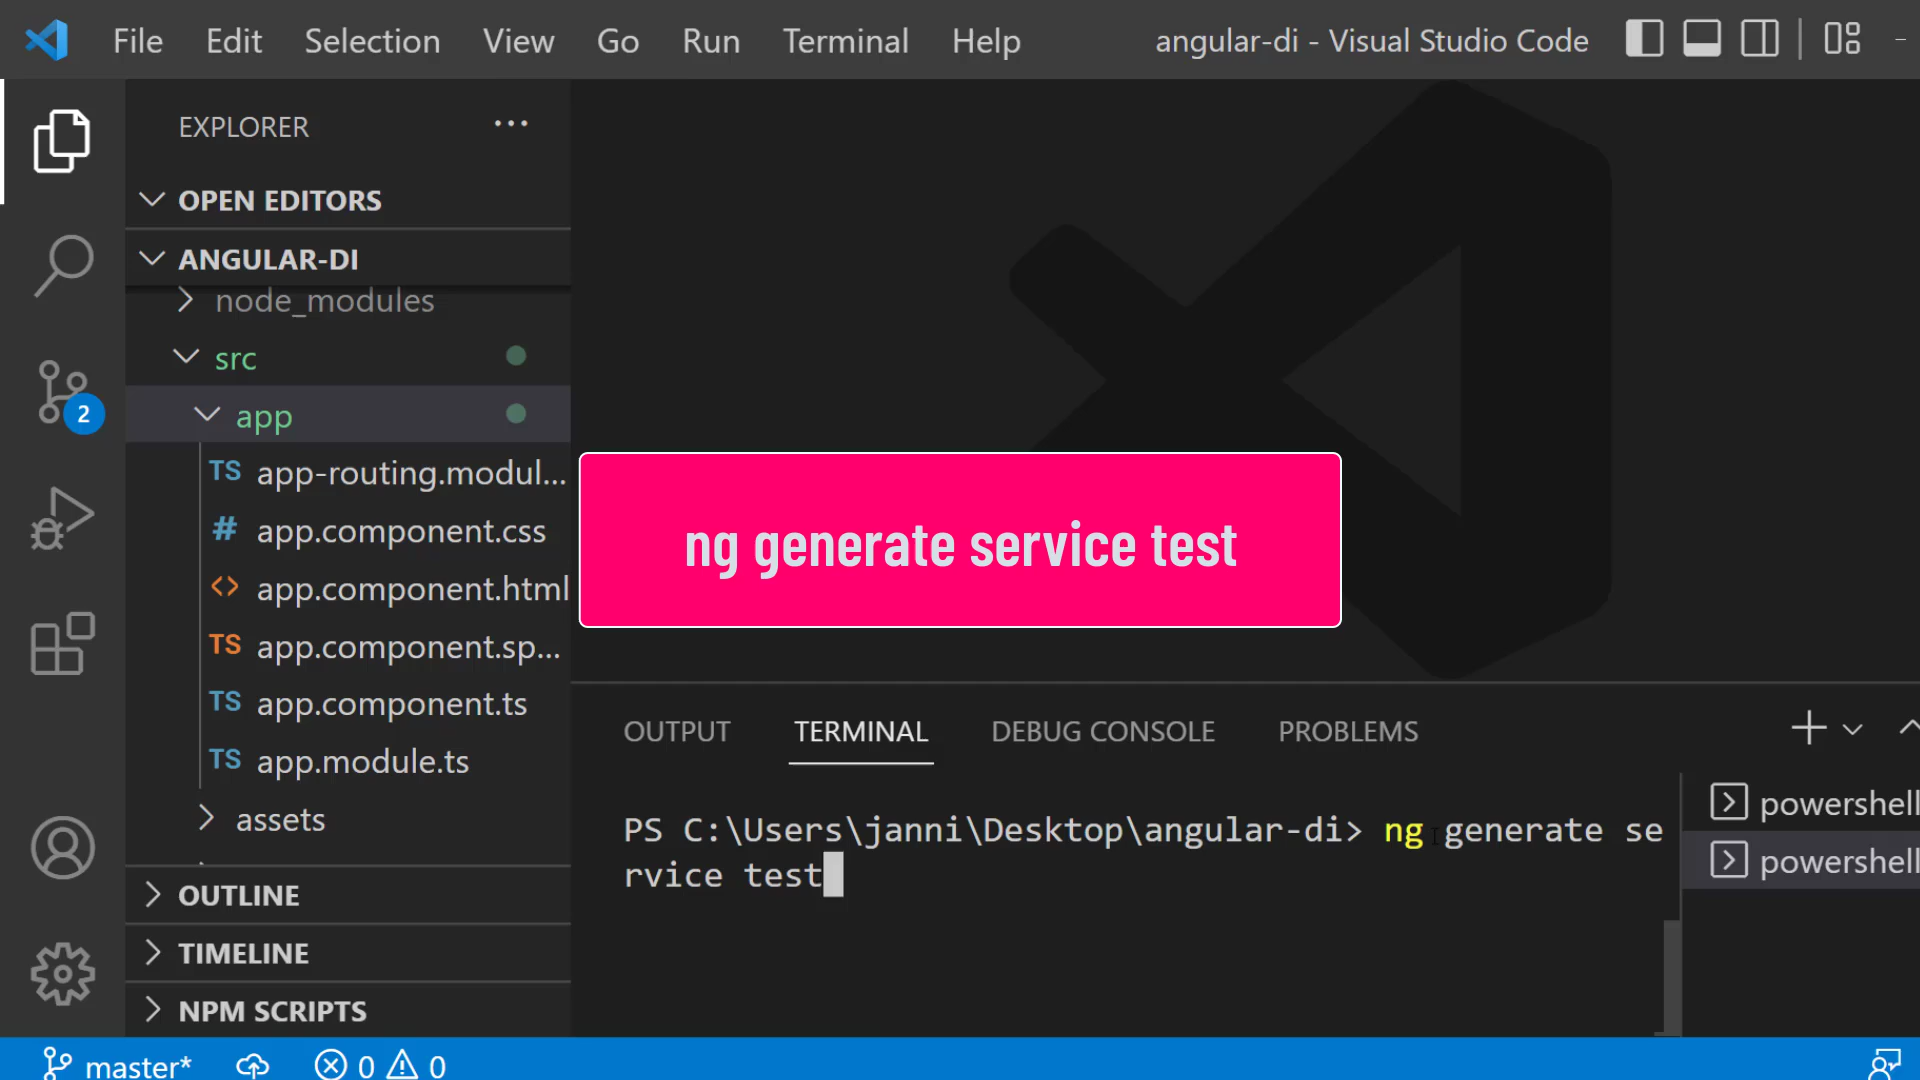 File Edit Selection View Go Run Terminal Help angular-di - Visual Studio Code
EXPLORER
OPEN EDITORS
ANGULAR-DI
node_modules
src
app
2
TS app-routing.modul...
# app.component.css
<> app.component.html
TS app.component.sp...
TS app.component.ts
TS app.module.ts
assets
OUTLINE
TIMELINE
NPM SCRIPTS
ng generate service test
OUTPUT TERMINAL DEBUG CONSOLE PROBLEMS
PS C:\Users\janni\Desktop\angular-di> ng generate se
rvice test
powershell
powershell
master* 0 0